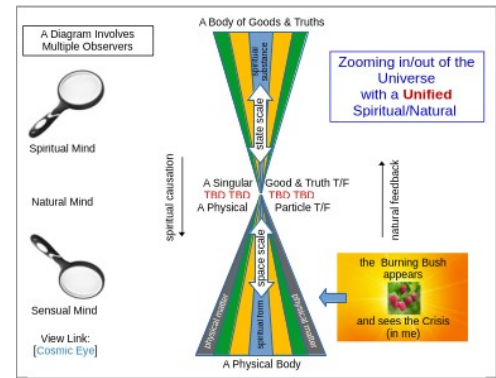 A Diagram Involves
Multiple Observers
Spiritual Mind
Natural Mind
Sensual Mind
View Link:
[Cosmic Eye]
spiritual causation
A Body of Goods & Truths
spiritual substance
state scale
A Singular Good & Truth T/F
TBD TBD TBD TBD
A Physical Particle T/F
space scale
physical matter
spiritual form
physical matter
A Physical Body
Zooming in/out of the
Universe
with a Unified
Spiritual/Natural
natural feedback
the Burning Bush
appears
and sees the Crisis
(in me)